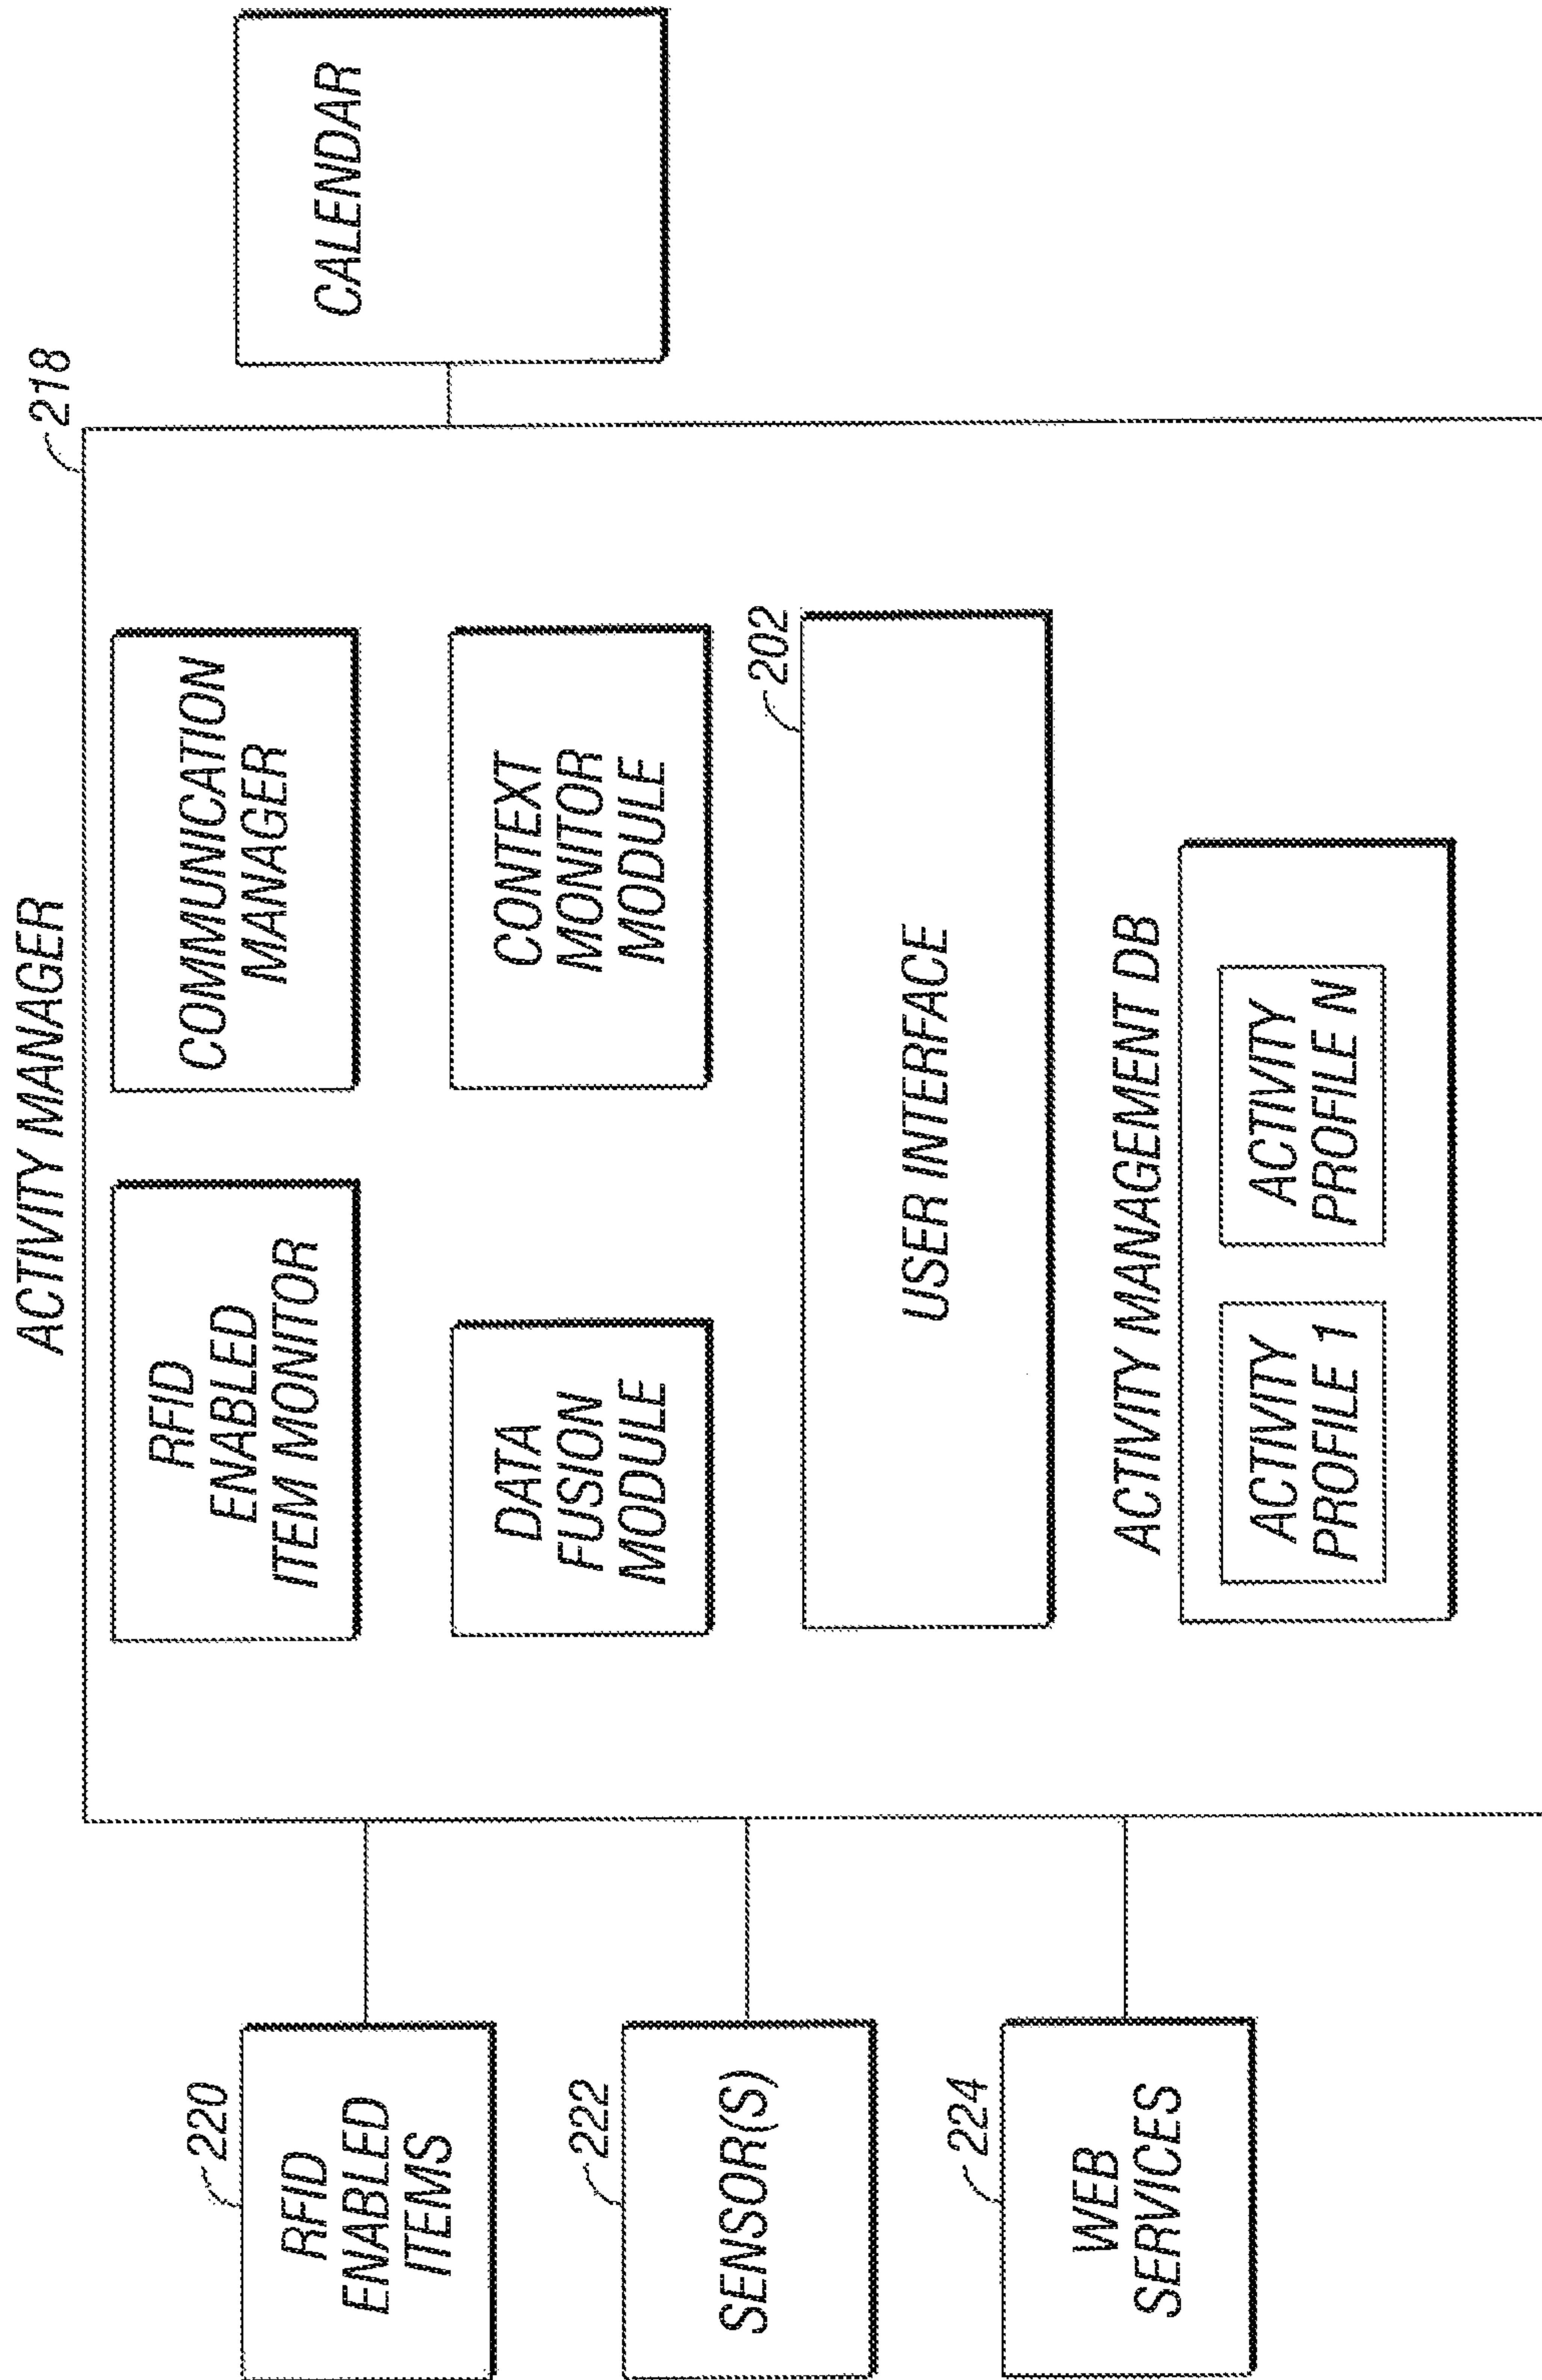 ACTIVITY MANAGER
218
RFID
ENABLED
ITEMS
220
SENSOR(S)
222
WEB
SERVICES
224
RFID
ENABLED
ITEM MONITOR
COMMUNICATION
MANAGER
DATA
FUSION
MODULE
CONTEXT
MONITOR
MODULE
202
USER INTERFACE
ACTIVITY MANAGEMENT DB
ACTIVITY
PROFILE 1
ACTIVITY
PROFILE N
CALENDAR